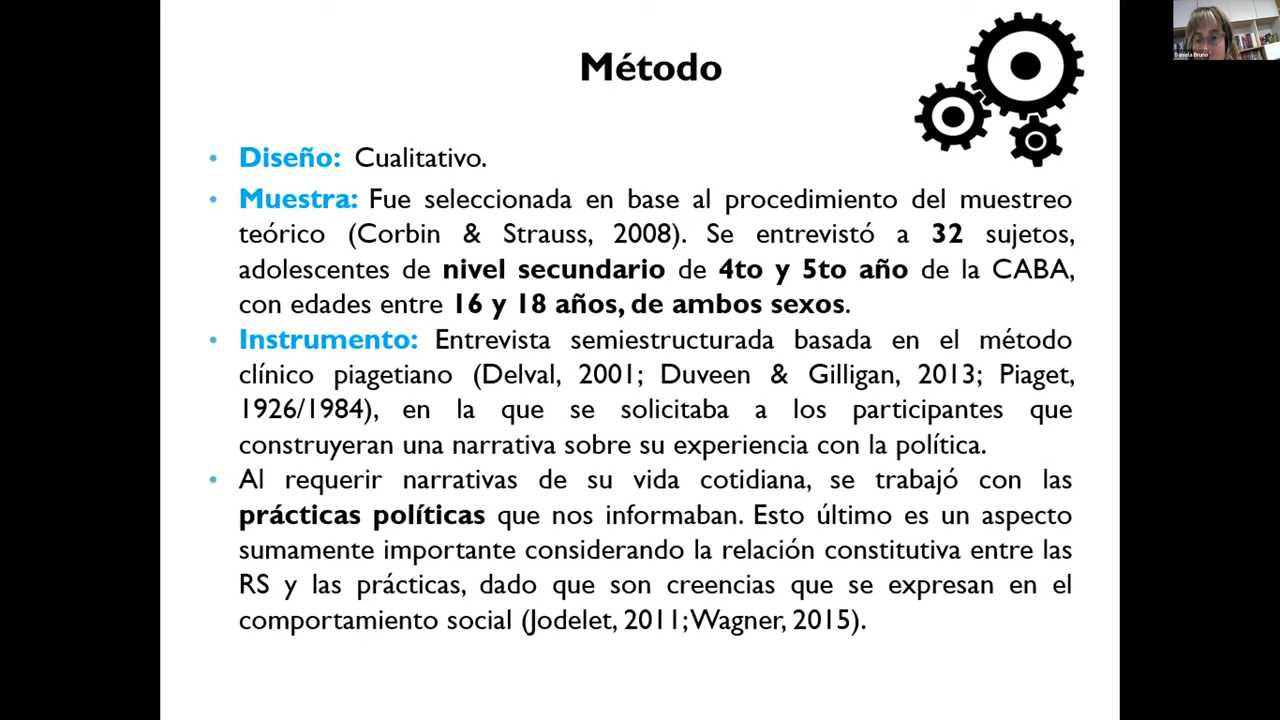 Método
• Diseño: Cualitativo.
• Muestra: Fue seleccionada en base al procedimiento del muestreo
teórico (Corbin & Strauss, 2008). Se entrevistó a 32 sujetos,
adolescentes de nivel secundario de 4to y 5to año de la CABA,
con edades entre 16 y 18 años, de ambos sexos.
• Instrumento: Entrevista semiestructurada basada en el método
clínico piagetiano (Delval, 2001; Duveen & Gilligan, 2013; Piaget,
1926/1984), en la que se solicitaba a los participantes que
construyeran una narrativa sobre su experiencia con la política.
• Al requerir narrativas de su vida cotidiana, se trabajó con las
prácticas políticas que nos informaban. Esto último es un aspecto
sumamente importante considerando la relación constitutiva entre las
RS y las prácticas, dado que son creencias que se expresan en el
comportamiento social (Jodelet, 2011; Wagner, 2015).
Daniela Bruno